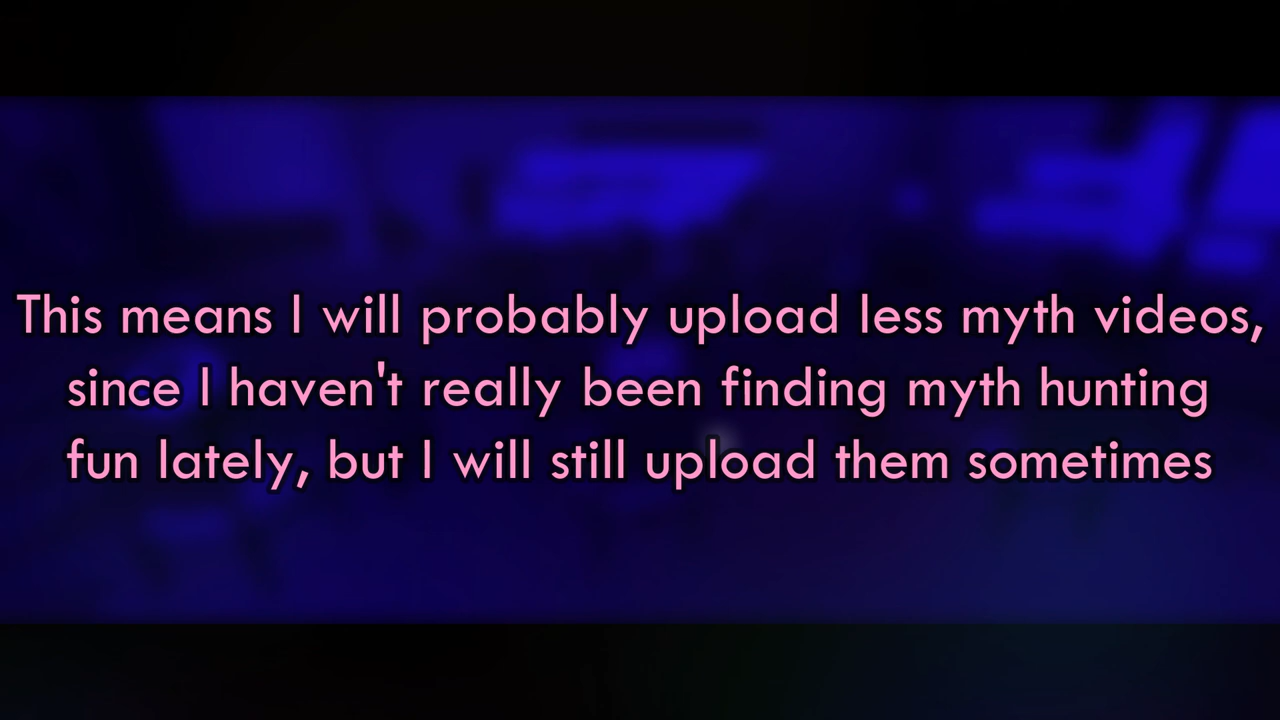 This means I will probably upload less myth videos,
since I haven't really been finding myth hunting
fun lately, but I will still upload them sometimes